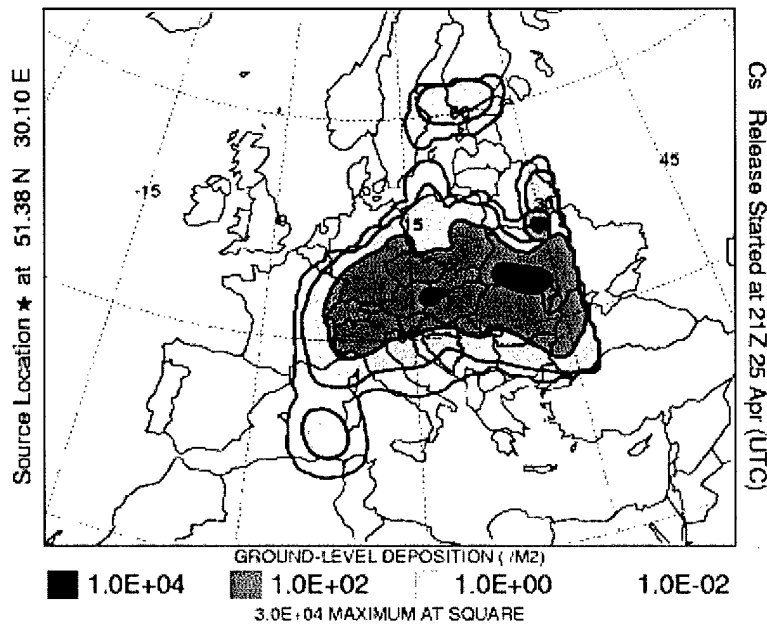 Source Location ★ at 51.38 N 30.10 E
Cs Release Started at 21Z 25 Apr (UTC)
60
45
-15
0
30
15
GROUND-LEVEL DEPOSITION ( /M2)
1.0E+04 1.0E+02 1.0E+00 1.0E-02
3.0E+04 MAXIMUM AT SQUARE